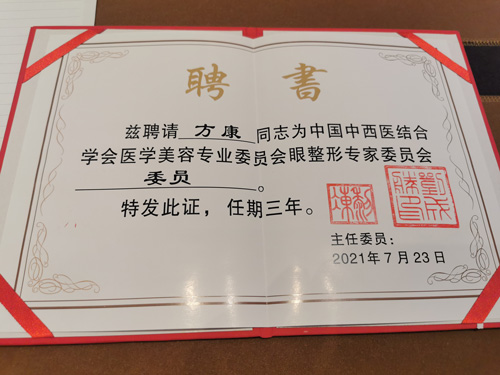 聘書
兹聘请 方康 同志为中国中西医结合
学会医学美容专业委员会眼整形专家委员会
委员。
特发此证，任期三年。
主任委员：
2021年7月23日